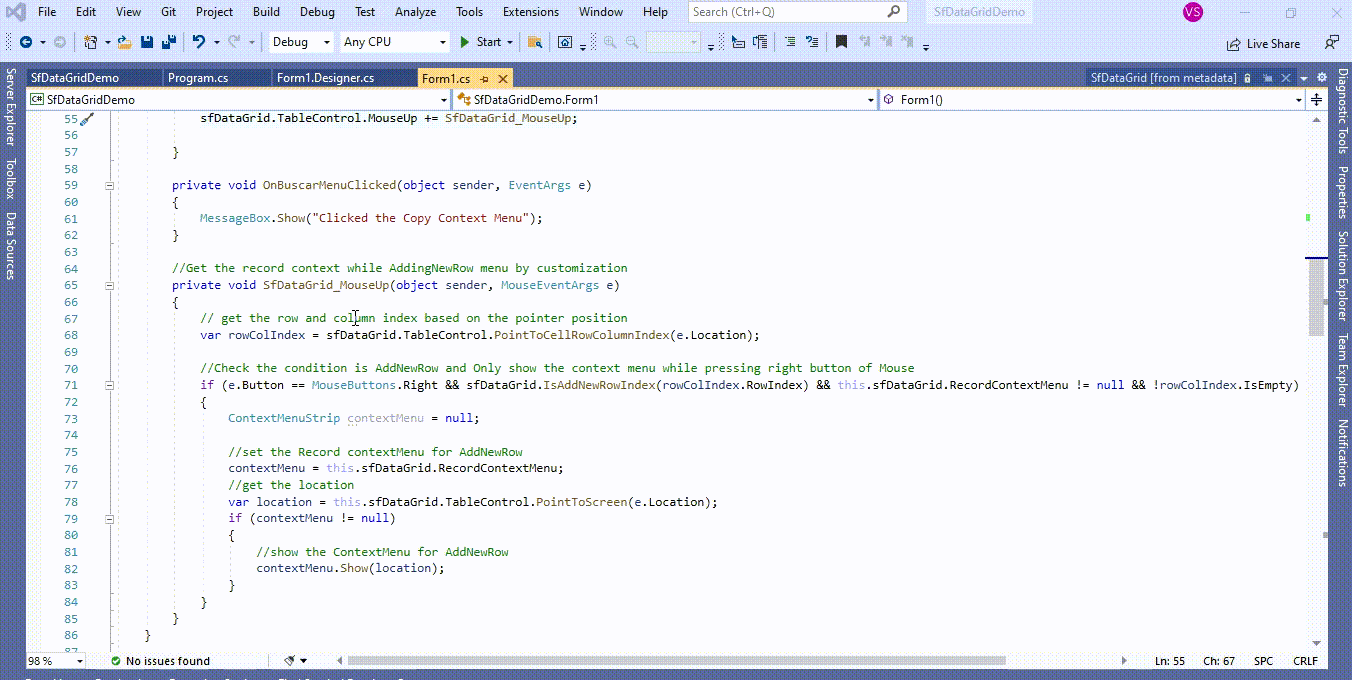 File Edit View Git Project Build Debug Test Analyze Tools Extensions Window Help Search (Ctrl+Q) SfDataGridDemo VS
Debug Any CPU Start Live Share
SfDataGridDemo Program.cs Form1.Designer.cs Form1.cs SfDataGrid [from metadata]
C# SfDataGridDemo SfDataGridDemo.Form1 Form1()
Server Explorer
Toolbox
Data Sources
55 sfDataGrid.TableControl.MouseUp += SfDataGrid_MouseUp;
56
57 }
58
59 private void OnBuscarMenuClicked(object sender, EventArgs e)
60 {
61 MessageBox.Show("Clicked the Copy Context Menu");
62 }
63
64 //Get the record context while AddingNewRow menu by customization
65 private void SfDataGrid_MouseUp(object sender, MouseEventArgs e)
66 {
67 // get the row and column index based on the pointer position
68 var rowColIndex = sfDataGrid.TableControl.PointToCellRowColumnIndex(e.Location);
69
70 //Check the condition is AddNewRow and Only show the context menu while pressing right button of Mouse
71 if (e.Button == MouseButtons.Right && sfDataGrid.IsAddNewRowIndex(rowColIndex.RowIndex) && this.sfDataGrid.RecordContextMenu != null && !rowColIndex.IsEmpty)
72 {
73 ContextMenuStrip contextMenu = null;
74
75 //set the Record contextMenu for AddNewRow
76 contextMenu = this.sfDataGrid.RecordContextMenu;
77 //get the location
78 var location = this.sfDataGrid.TableControl.PointToScreen(e.Location);
79 if (contextMenu != null)
80 {
81 //show the ContextMenu for AddNewRow
82 contextMenu.Show(location);
83 }
84 }
85 }
86 }
87
Diagnostic Tools
Properties
Solution Explorer
Team Explorer
Notifications
98 % No issues found Ln: 55 Ch: 67 SPC CRLF